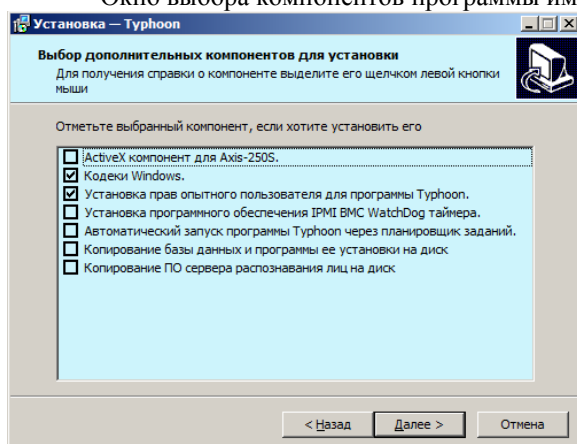 Окно выбора компонентов программы им
Установка — Typhoon
Выбор дополнительных компонентов для установки
Для получения справки о компоненте выделите его щелчком левой кнопки
мыши
Отметьте выбранный компонент, если хотите установить его
ActiveX компонент для Axis-250S.
Кодеки Windows.
Установка прав опытного пользователя для программы Typhoon.
Установка программного обеспечения IPMI BMC WatchDog таймера.
Автоматический запуск программы Typhoon через планировщик заданий.
Копирование базы данных и программы ее установки на диск
Копирование ПО сервера распознавания лиц на диск
< Назад Далее > Отмена